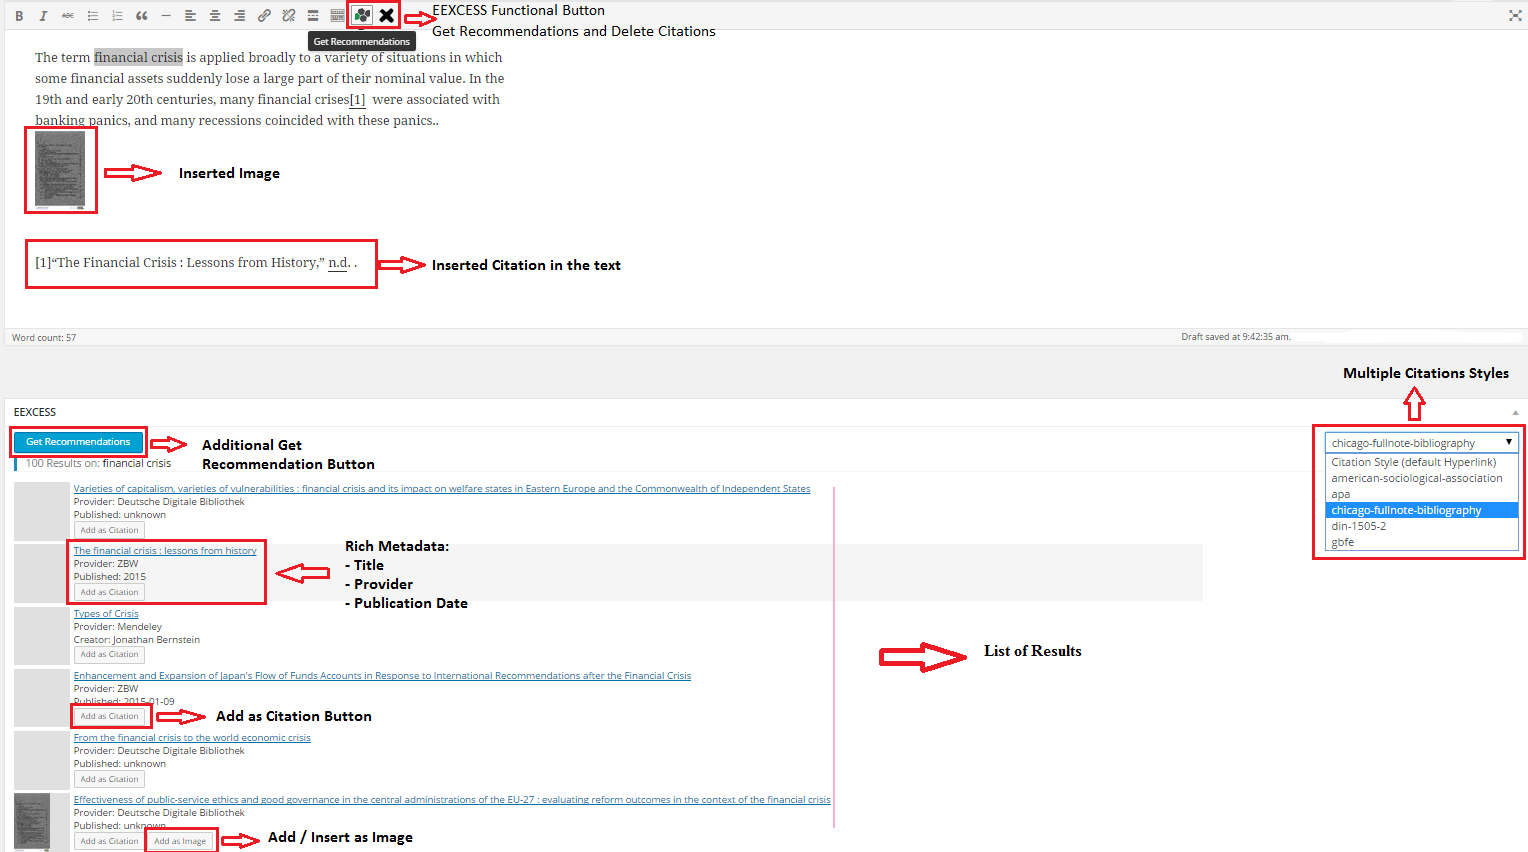 B I ABC
EEXCESS Functional Button
Get Recommendations and Delete Citations
Get Recommendations
The term financial crisis is applied broadly to a variety of situations in which
some financial assets suddenly lose a large part of their nominal value. In the
19th and early 20th centuries, many financial crises[1] were associated with
banking panics, and many recessions coincided with these panics..
Inserted Image
[1]“The Financial Crisis : Lessons from History,” n.d. .
Inserted Citation in the text
Word count: 57
Draft saved at 9:42:35 am.
Multiple Citations Styles
EEXCESS
Get Recommendations
Additional Get
Recommendation Button
100 Results on: financial crisis
chicago-fullnote-bibliography
Citation Style (default Hyperlink)
american-sociological-association
apa
chicago-fullnote-bibliography
din-1505-2
gbfe
Varieties of capitalism, varieties of vulnerabilities : financial crisis and its impact on welfare states in Eastern Europe and the Commonwealth of Independent States
Provider: Deutsche Digitale Bibliothek
Published: unknown
Add as Citation
The financial crisis : lessons from history
Provider: ZBW
Published: 2015
Add as Citation
Rich Metadata:
- Title
- Provider
- Publication Date
Types of Crisis
Provider: Mendeley
Creator: Jonathan Bernstein
Add as Citation
List of Results
Enhancement and Expansion of Japan's Flow of Funds Accounts in Response to International Recommendations after the Financial Crisis
Provider: ZBW
Published: 2015-01-09
Add as Citation
Add as Citation Button
From the financial crisis to the world economic crisis
Provider: Deutsche Digitale Bibliothek
Published: unknown
Add as Citation
Effectiveness of public-service ethics and good governance in the central administrations of the EU-27 : evaluating reform outcomes in the context of the financial crisis
Provider: Deutsche Digitale Bibliothek
Published: unknown
Add as Citation
Add as Image
Add / Insert as Image